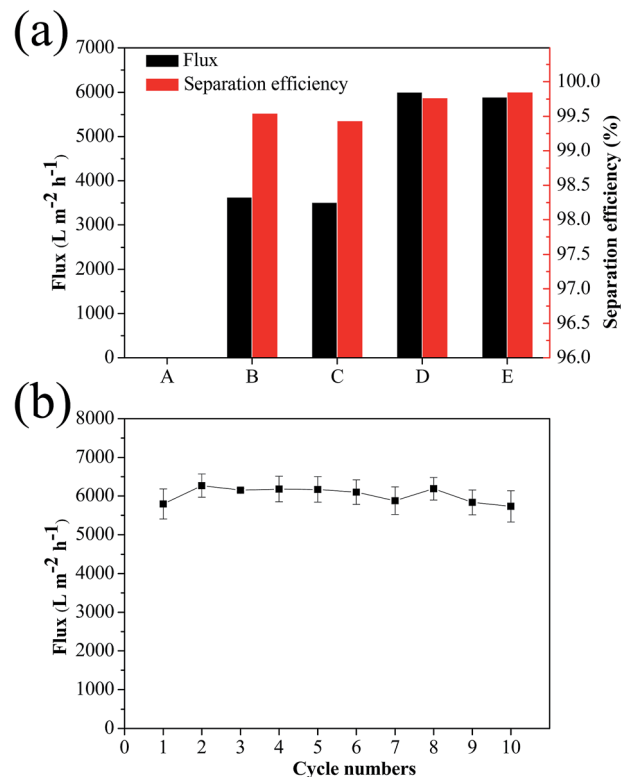 (a)
7000
6000
5000
4000
3000
2000
1000
0
Flux (L m-2 h-1)
Flux
Separation efficiency
100.0
99.5
99.0
98.5
98.0
97.5
97.0
96.5
96.0
Separation efficiency (%)
A B C D E
(b)
8000
7000
6000
5000
4000
3000
2000
1000
0
Flux (L m-2 h-1)
0 1 2 3 4 5 6 7 8 9 10
Cycle numbers